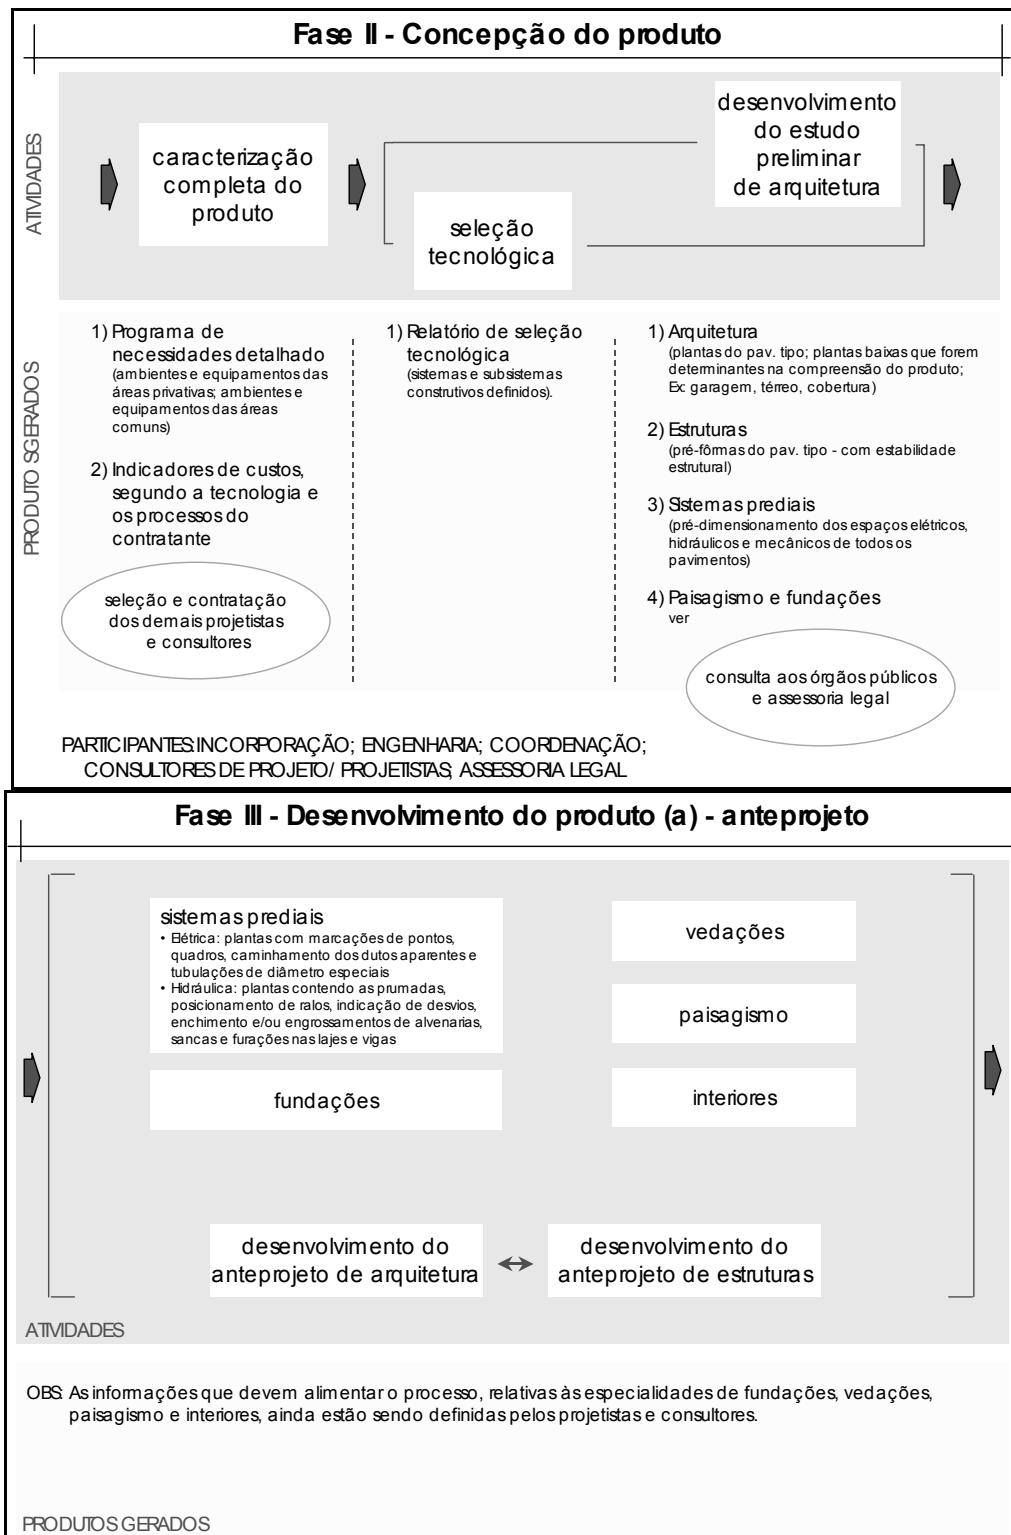 Fase II - Concepção do produto
ATIVIDADES
caracterização
completa do
produto
seleção
tecnológica
desenvolvimento
do estudo
preliminar
de arquitetura
PRODUTO SGERADOS
1) Programa de
necessidades detalhado
(ambientes e equipamentos das
áreas privativas; ambientes e
equipamentos das áreas
comuns)
2) Indicadores de custos,
segundo a tecnologia e
os processos do
contratante
seleção e contratação
dos demais projetistas
e consultores
1) Relatório de seleção
tecnológica
(sistemas e subsistemas
construtivos definidos).
1) Arquitetura
(plantas do pav. tipo; plantas baixas que forem
determinantes na compreensão do produto;
Ex: garagem, térreo, cobertura)
2) Estruturas
(pré-fôrmas do pav. tipo - com estabilidade
estrutural)
3) Sistemas prediais
(pré-dimensionamento dos espaços elétricos,
hidráulicos e mecânicos de todos os
pavimentos)
4) Paisagismo e fundações
ver
consulta aos órgãos públicos
e assessoria legal
PARTICIPANTES: INCORPORAÇÃO; ENGENHARIA; COORDENAÇÃO;
CONSULTORES DE PROJETO/ PROJETISTAS; ASSESSORIA LEGAL
Fase III - Desenvolvimento do produto (a) - anteprojeto
sistemas prediais
• Elétrica: plantas com marcações de pontos,
quadros, caminhamento dos dutos aparentes e
tubulações de diâmetro especiais
• Hidráulica: plantas contendo as prumadas,
posicionamento de ralos, indicação de desvios,
enchimento e/ou engrossamentos de alvenarias,
sancas e furações nas lajes e vigas
fundações
vedações
paisagismo
interiores
desenvolvimento do
anteprojeto de arquitetura
desenvolvimento do
anteprojeto de estruturas
ATIVIDADES
OBS: As informações que devem alimentar o processo, relativas às especialidades de fundações, vedações,
paisagismo e interiores, ainda estão sendo definidas pelos projetistas e consultores.
PRODUTOS GERADOS